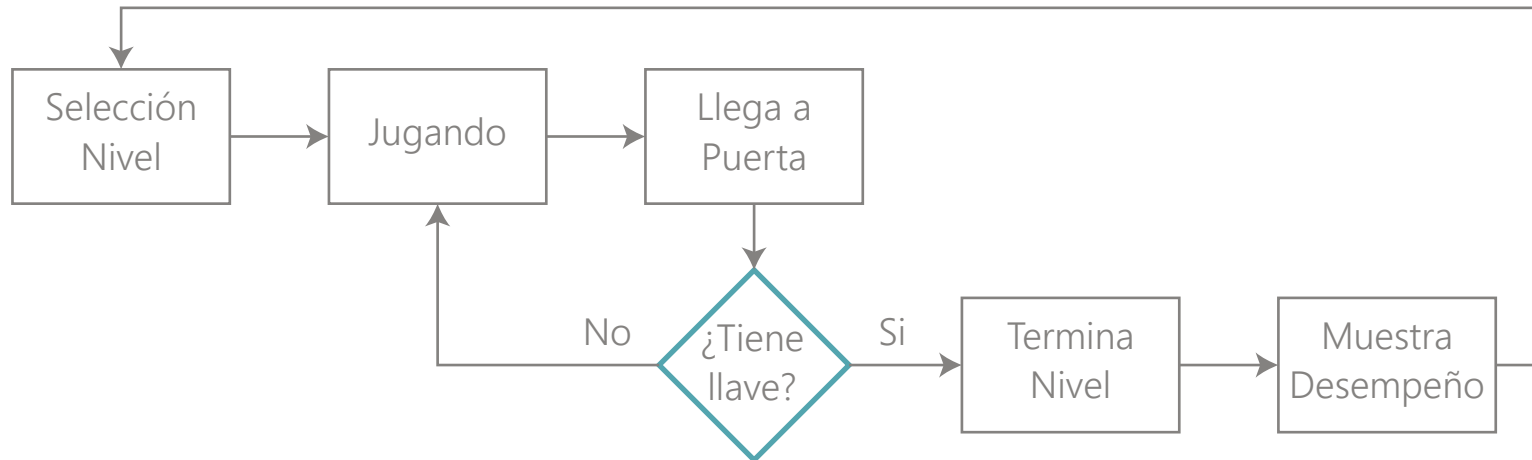 Selección
Nivel
Jugando
Llega a
Puerta
No
¿Tiene
llave?
Si
Termina
Nivel
Muestra
Desempeño